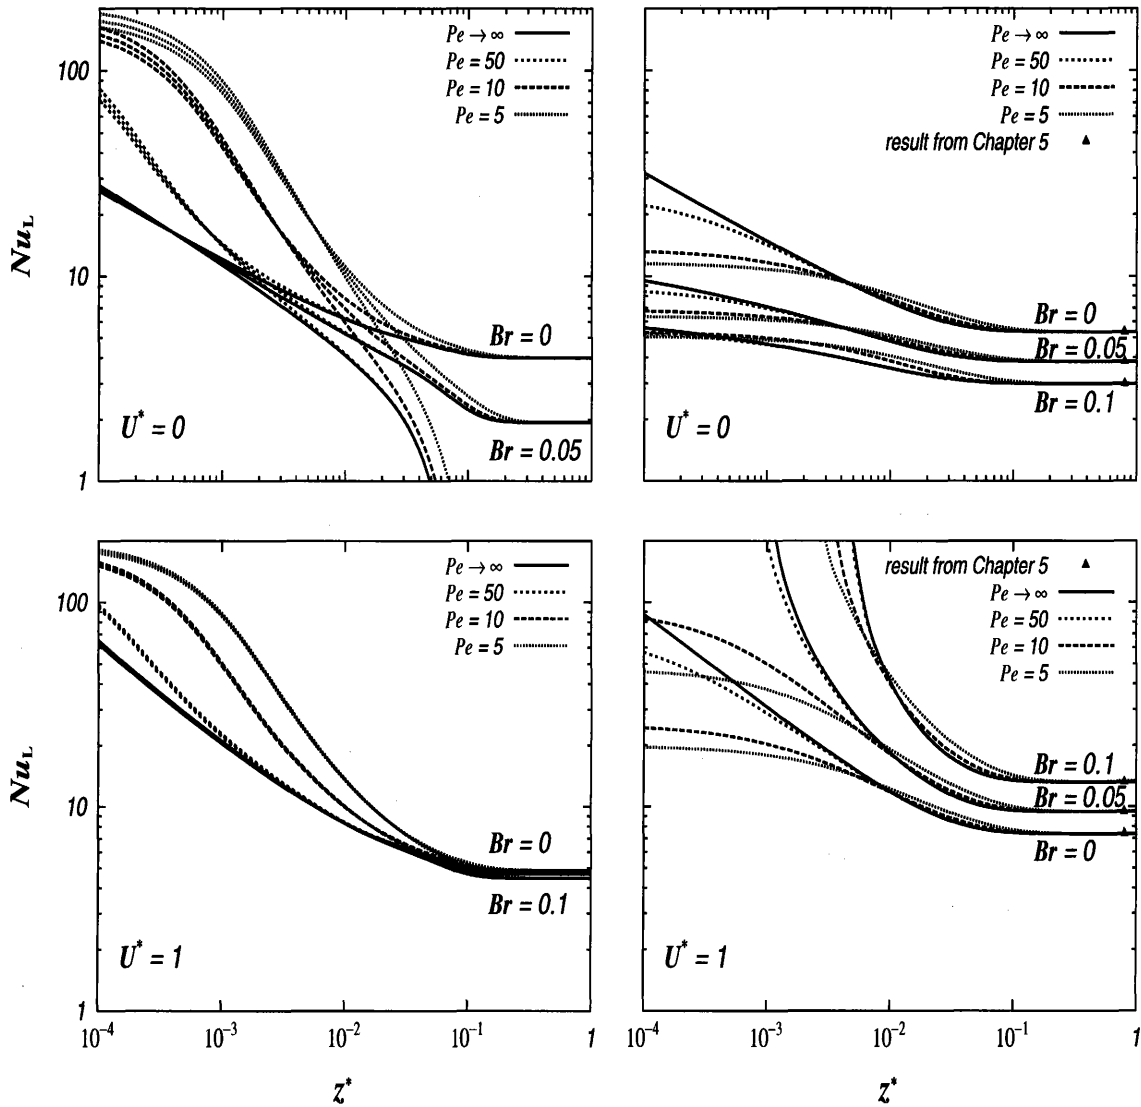 Pe → ∞
Pe = 50
Pe = 10
Pe = 5
100
10
1
Nu_L
Br = 0
Br = 0.05
U* = 0
Pe → ∞
Pe = 50
Pe = 10
Pe = 5
result from Chapter 5
Br = 0
Br = 0.05
Br = 0.1
U* = 0
Pe → ∞
Pe = 50
Pe = 10
Pe = 5
100
10
1
Nu_L
Br = 0
Br = 0.1
U* = 1
10⁻⁴ 10⁻³ 10⁻² 10⁻¹ 1
z*
result from Chapter 5
Pe → ∞
Pe = 50
Pe = 10
Pe = 5
Br = 0.1
Br = 0.05
Br = 0
U* = 1
10⁻⁴ 10⁻³ 10⁻² 10⁻¹ 1
z*